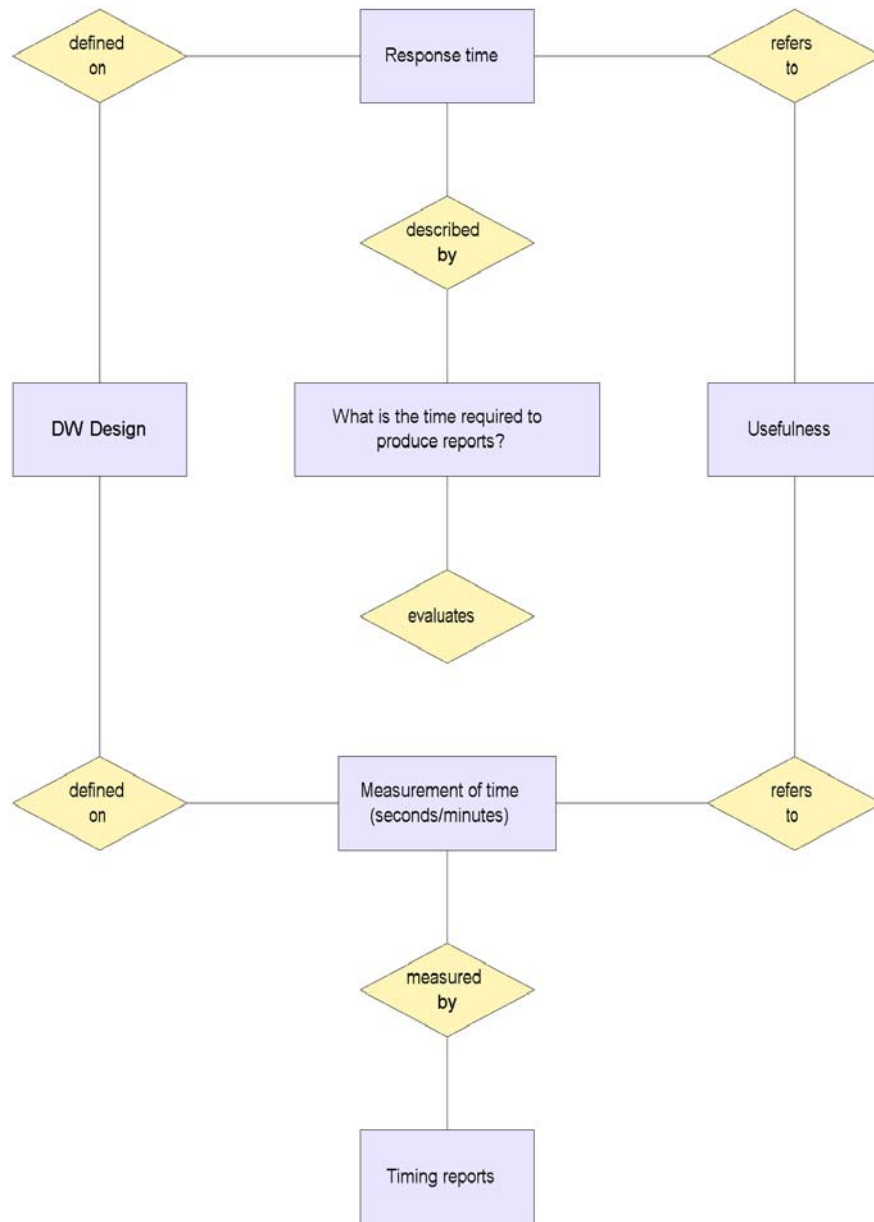 defined
on
Response time
refers
to
described
by
DW Design
What is the time required to
produce reports?
Usefulness
evaluates
defined
on
Measurement of time
(seconds/minutes)
refers
to
measured
by
Timing reports